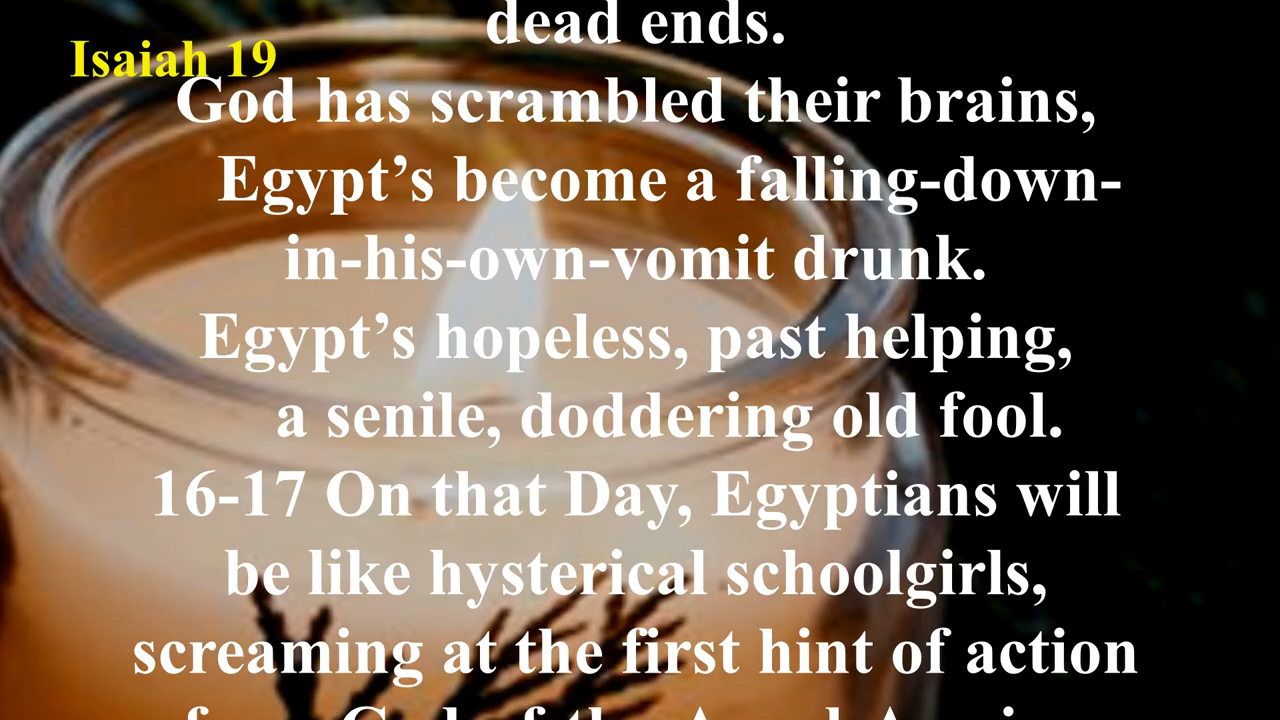 dead ends.
Isaiah 19
God has scrambled their brains,
Egypt’s become a falling-down-
in-his-own-vomit drunk.
Egypt’s hopeless, past helping,
a senile, doddering old fool.
16-17 On that Day, Egyptians will
be like hysterical schoolgirls,
screaming at the first hint of action